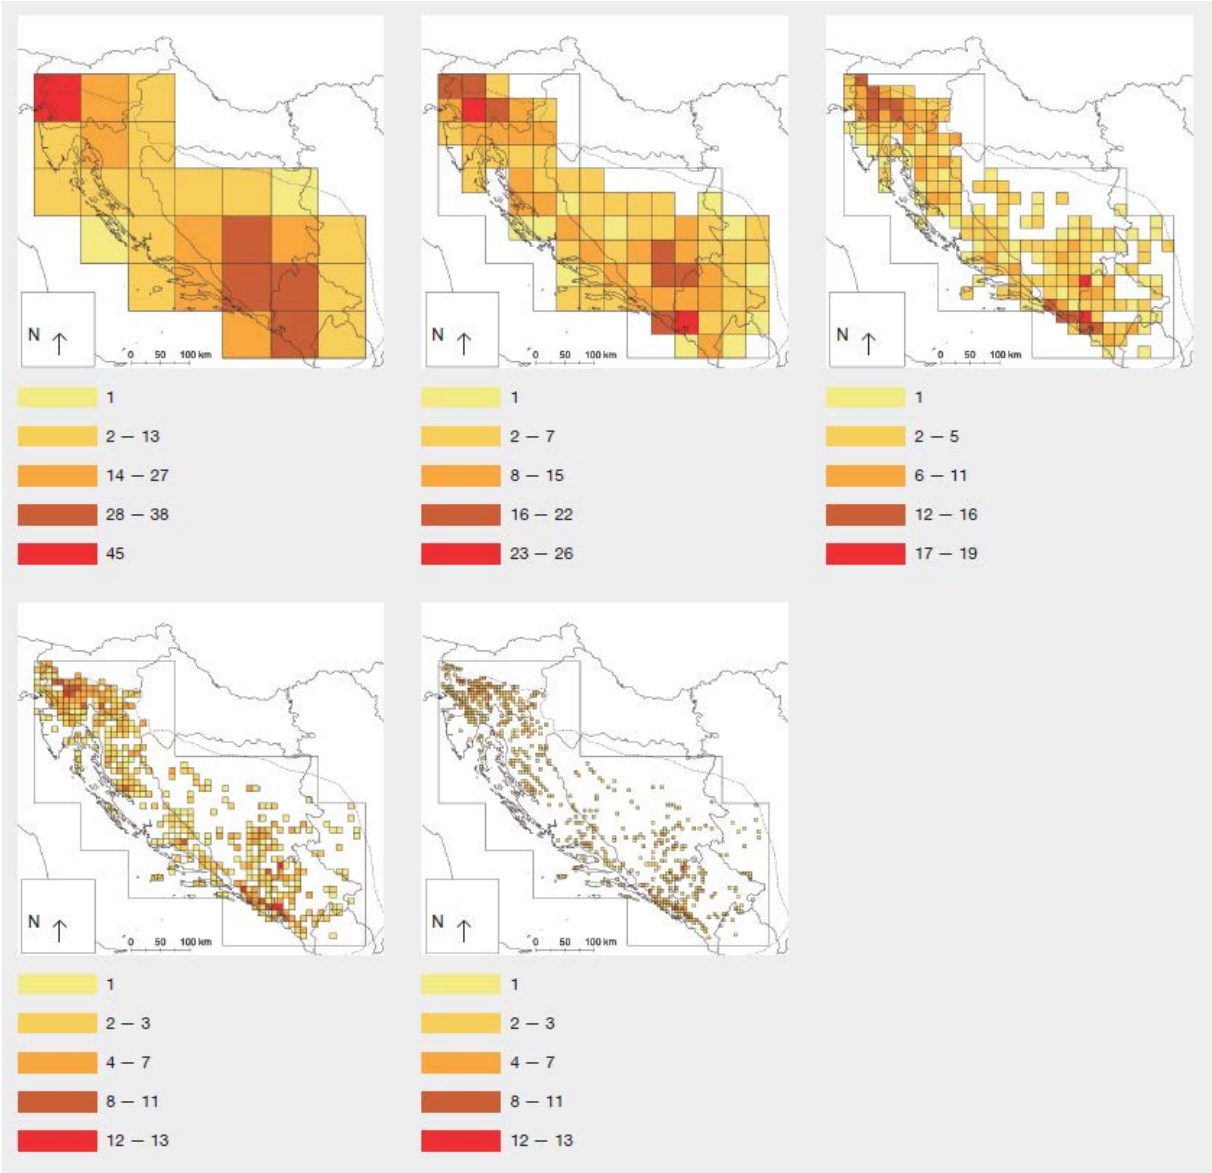 N
0 50 100 km
1
2 – 13
14 – 27
28 – 38
45
N
0 50 100 km
1
2 – 7
8 – 15
16 – 22
23 – 26
N
0 50 100 km
1
2 – 5
6 – 11
12 – 16
17 – 19
N
0 50 100 km
1
2 – 3
4 – 7
8 – 11
12 – 13
N
0 50 100 km
1
2 – 3
4 – 7
8 – 11
12 – 13